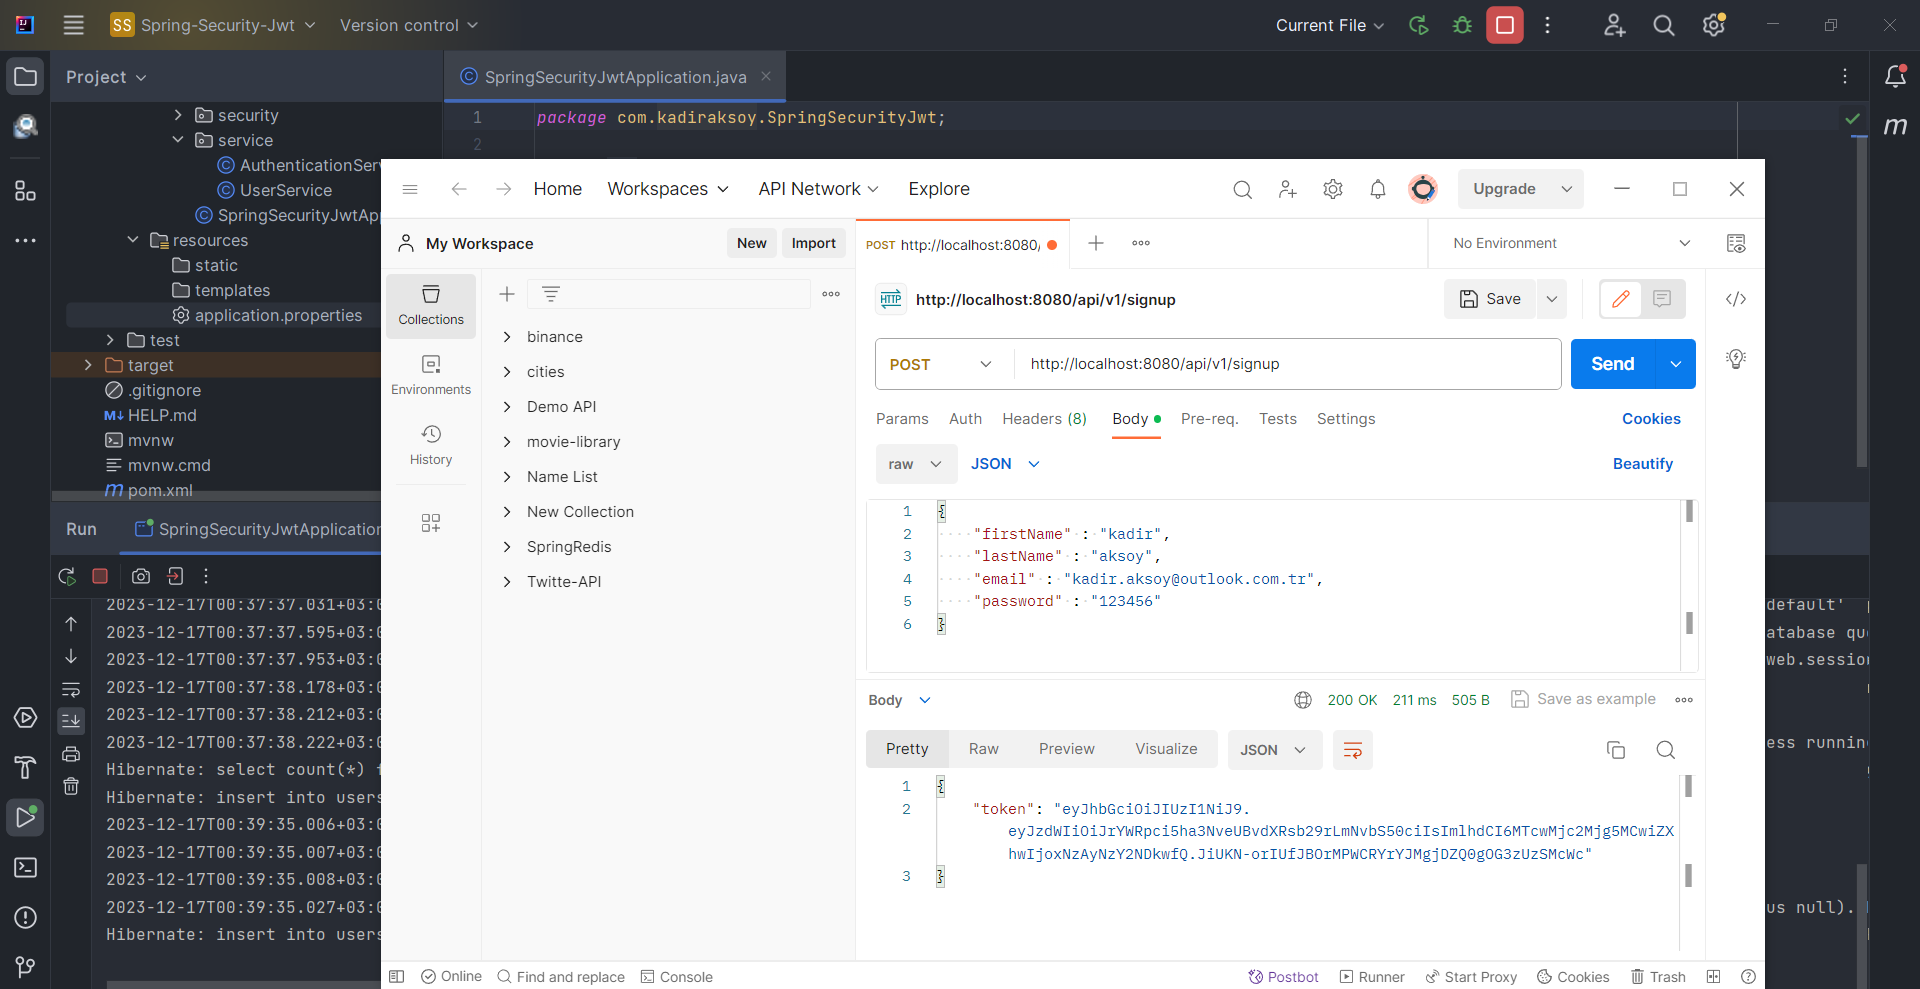 SS Spring-Security-Jwt
Version control
Current File
Project
SpringSecurityJwtApplication.java
security
service
AuthenticationSer
UserService
SpringSecurityJwtAp
resources
static
templates
application.properties
test
target
.gitignore
HELP.md
mvnw
mvnw.cmd
pom.xml
1 package com.kadiraksoy.SpringSecurityJwt;
2
Home
Workspaces
API Network
Explore
Upgrade
My Workspace
New
Import
POST http://localhost:8080/
No Environment
Collections
Environments
History
binance
cities
Demo API
movie-library
Name List
New Collection
SpringRedis
Twitte-API
HTTP http://localhost:8080/api/v1/signup
Save
POST
http://localhost:8080/api/v1/signup
Send
Params
Auth
Headers (8)
Body
Pre-req.
Tests
Settings
Cookies
raw
JSON
Beautify
1 {
2 "firstName" : "kadir",
3 "lastName" : "aksoy",
4 "email" : "kadir.aksoy@outlook.com.tr",
5 "password" : "123456"
6 }
Body
200 OK
211 ms
505 B
Save as example
Pretty
Raw
Preview
Visualize
JSON
1 {
2 "token": "eyJhbGciOiJIUzI1NiJ9.
eyJzdWIiOiJrYWRpci5ha3NveUBvdXRsb29rLmNvbS50ciIsImlhdCI6MTcwMjc2Mjg5MCwiZX
hwIjoxNzAyNzY2NDkwfQ.JiUKN-orIUfJBOrMPWCRYrYJMgjDZQ0gOG3zUzSMcWc"
3 }
Run
SpringSecurityJwtApplication
2023-12-17T00:37:37.031+03:0
2023-12-17T00:37:37.595+03:0
2023-12-17T00:37:37.953+03:0
2023-12-17T00:37:38.178+03:0
2023-12-17T00:37:38.212+03:0
2023-12-17T00:37:38.222+03:0
Hibernate: select count(*) f
Hibernate: insert into users
2023-12-17T00:39:35.006+03:0
2023-12-17T00:39:35.007+03:0
2023-12-17T00:39:35.008+03:0
2023-12-17T00:39:35.027+03:0
Hibernate: insert into users
default'
atabase qu
web.sessio
ess runnin
us null).
Online
Find and replace
Console
Postbot
Runner
Start Proxy
Cookies
Trash